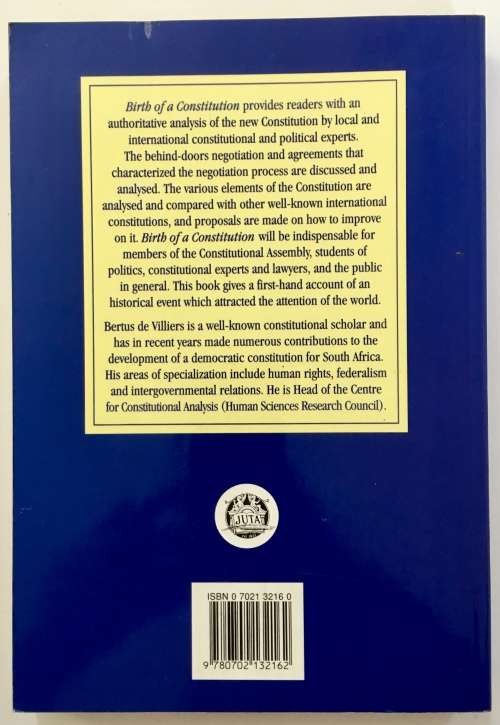 Birth of a Constitution provides readers with an
authoritative analysis of the new Constitution by local and
international constitutional and political experts.
The behind-doors negotiation and agreements that
characterized the negotiation process are discussed and
analysed. The various elements of the Constitution are
analysed and compared with other well-known international
constitutions, and proposals are made on how to improve
on it. Birth of a Constitution will be indispensable for
members of the Constitutional Assembly, students of
politics, constitutional experts and lawyers, and the public
in general. This book gives a first-hand account of an
historical event which attracted the attention of the world.
Bertus de Villiers is a well-known constitutional scholar and
has in recent years made numerous contributions to the
development of a democratic constitution for South Africa.
His areas of specialization include human rights, federalism
and intergovernmental relations. He is Head of the Centre
for Constitutional Analysis (Human Sciences Research Council).
JUTA
ISBN 0 7021 3216 0
9 780702 132162